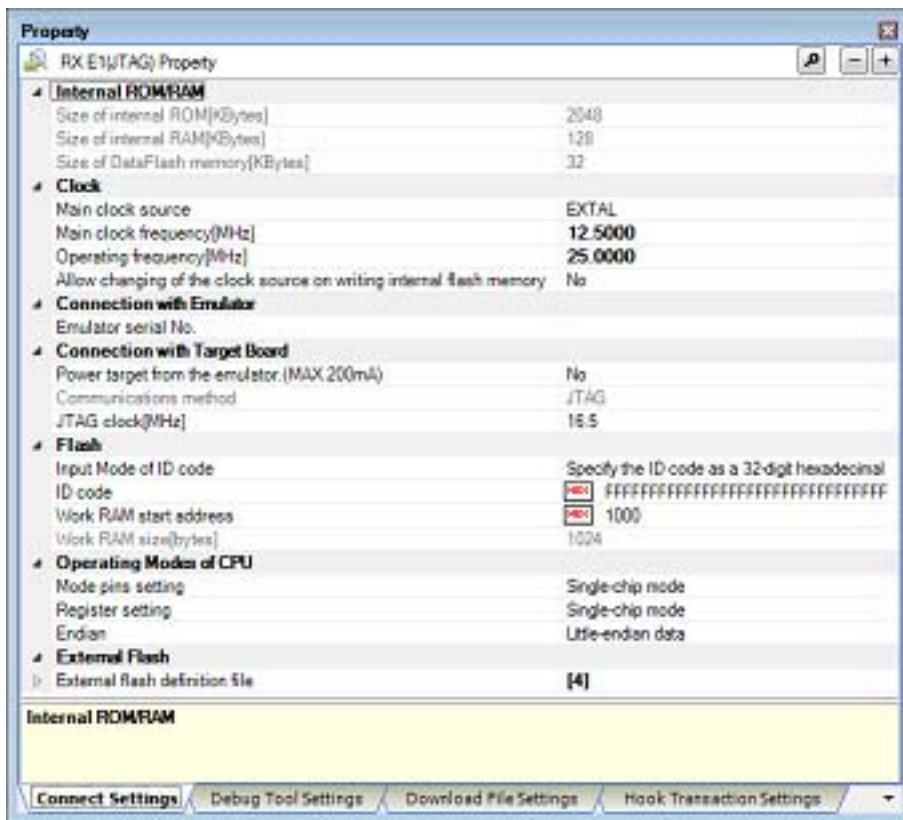 Property
RX E1(JTAG) Property
Internal ROM/RAM
Size of internal ROM[KBytes] 2048
Size of internal RAM[KBytes] 128
Size of DataFlash memory[KBytes] 32
Clock
Main clock source EXTAL
Main clock frequency[MHz] 12.5000
Operating frequency[MHz] 25.0000
Allow changing of the clock source on writing internal flash memory No
Connection with Emulator
Emulator serial No.
Connection with Target Board
Power target from the emulator.(MAX 200mA) No
Communications method JTAG
JTAG clock[MHz] 16.5
Flash
Input Mode of ID code Specify the ID code as a 32-digit hexadecimal
ID code HEX FFFFFFFFFFFFFFFFFFFFFFFFFFFFFFFF
Work RAM start address HEX 1000
Work RAM size[bytes] 1024
Operating Modes of CPU
Mode pins setting Single-chip mode
Register setting Single-chip mode
Endian Little-endian data
External Flash
External flash definition file [4]
Internal ROM/RAM
Connect Settings Debug Tool Settings Download File Settings Hook Transaction Settings